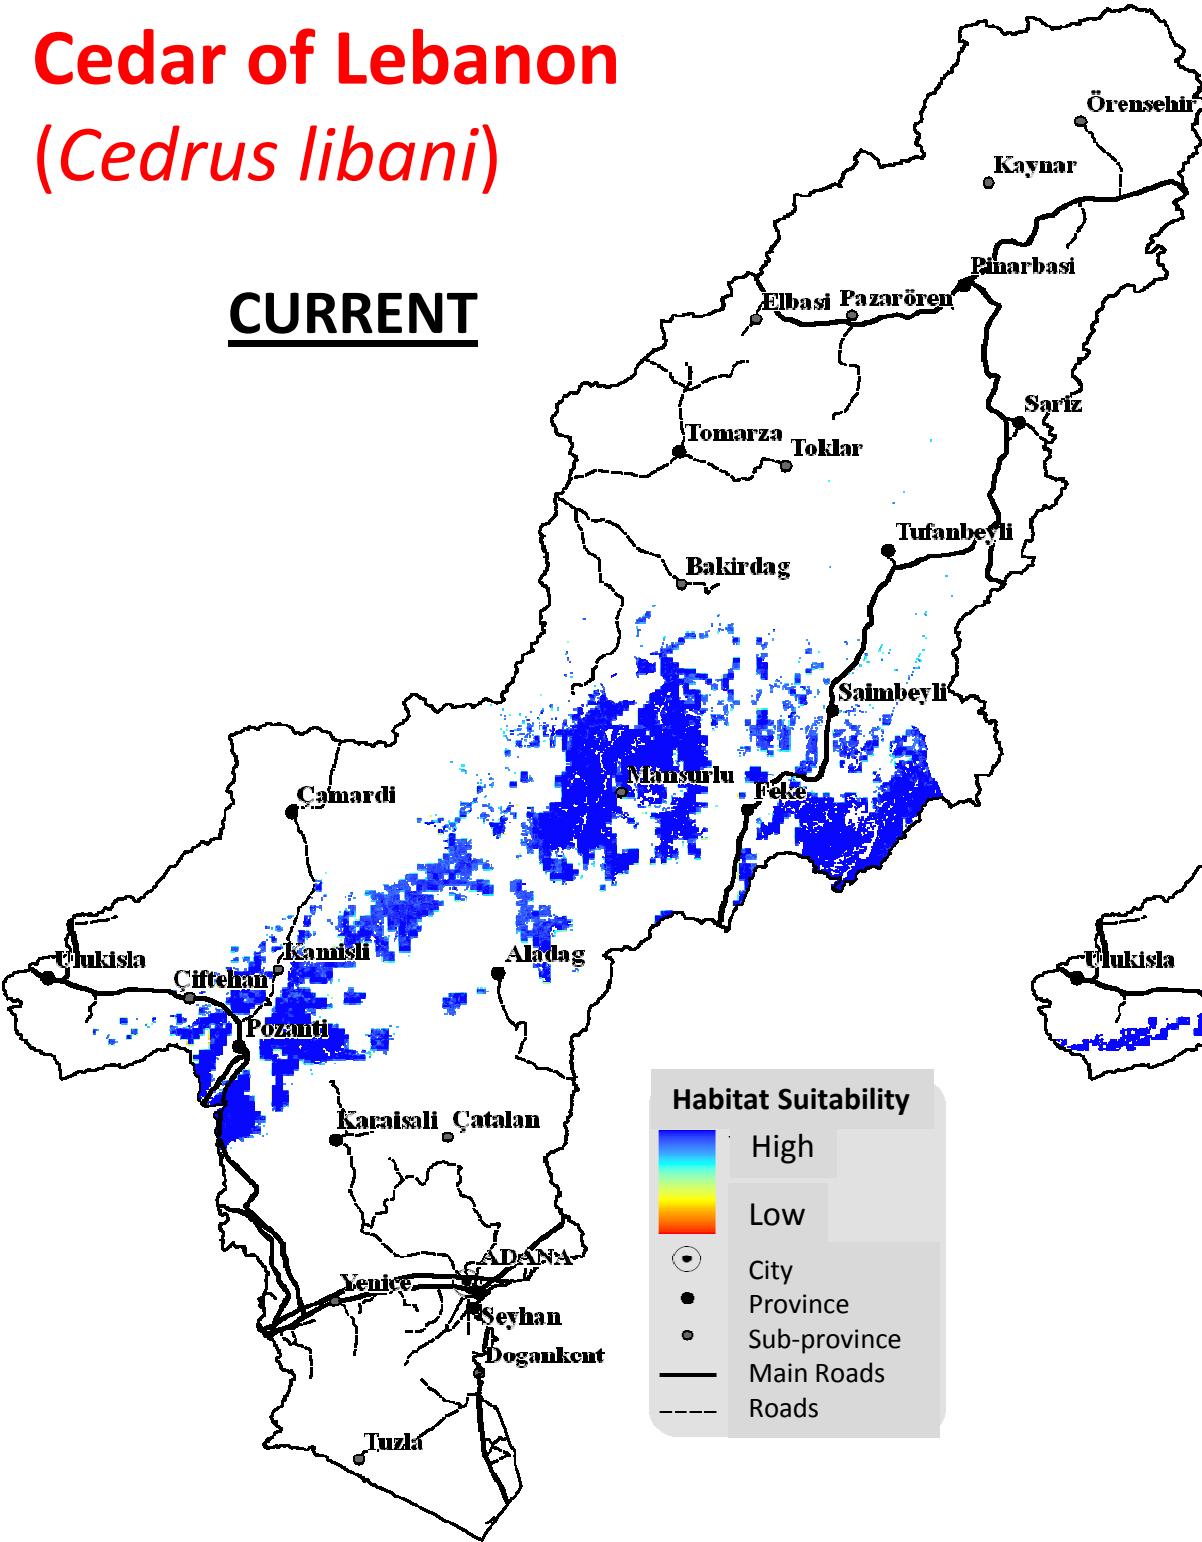 Cedar of Lebanon
(Cedrus libani)
CURRENT
Örensehir
Kaynar
Pinarbasi
Elbasi
Pazarören
Sariz
Tomarza
Toklar
Tufanbeyli
Bakirdag
Saimbeyli
Mansurlu
Feke
Çamardi
Kamisli
Aladag
Ulukisla
Çiftehan
Ulukisla
Pozanti
Karaisali
Çatalan
ADANA
Yenice
Seyhan
Dogankent
Tuzla
Habitat Suitability
High
Low
City
Province
Sub-province
Main Roads
Roads